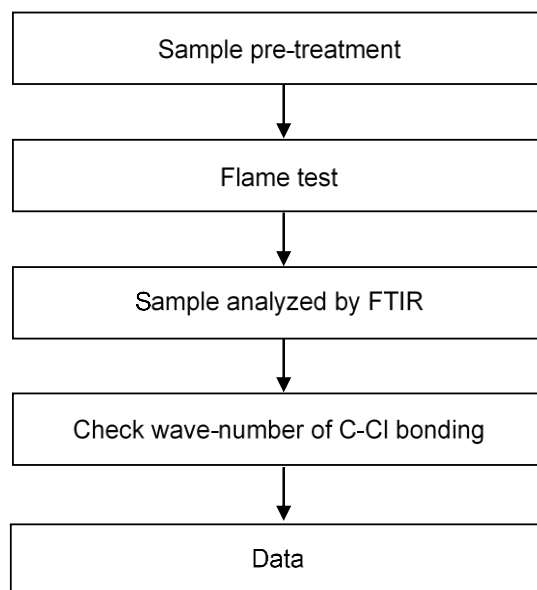 Sample pre-treatment
Flame test
Sample analyzed by FTIR
Check wave-number of C-Cl bonding
Data